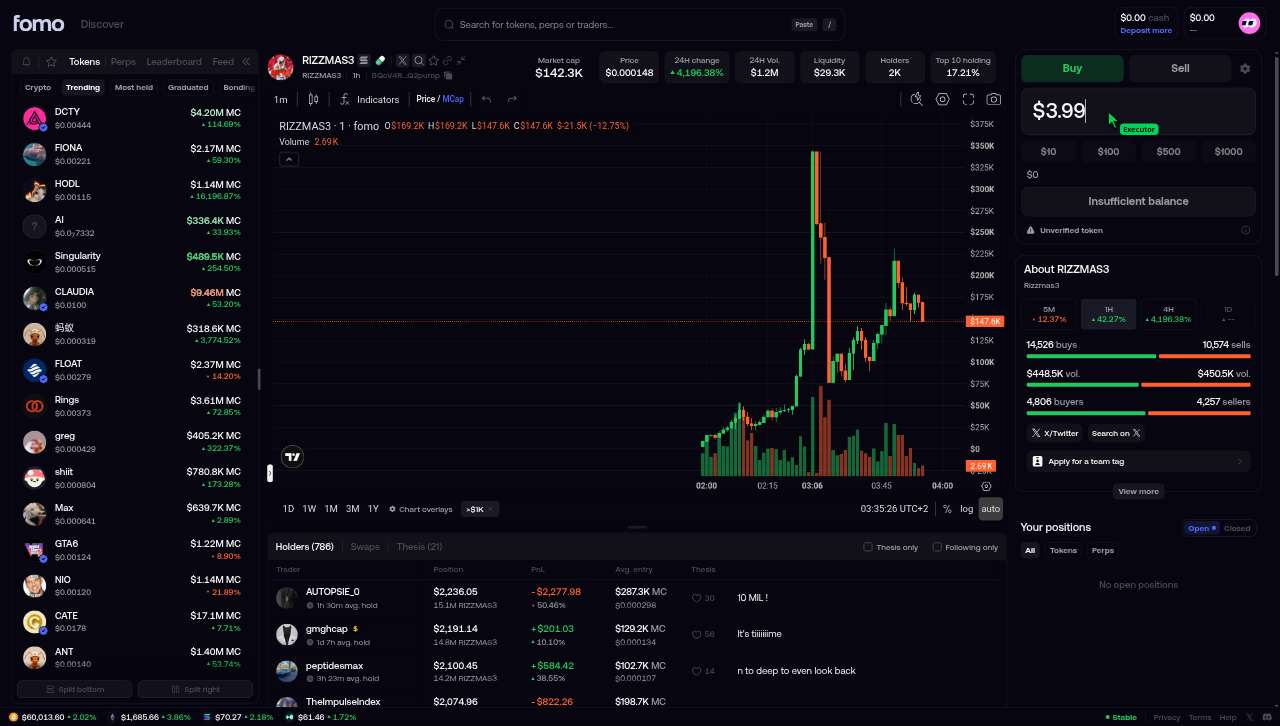 fomo Discover
Search for tokens, perps or traders... Paste /
$0.00 cash
Deposit more
$0.00
—
Tokens Perps Leaderboard Feed
Crypto Trending Most held Graduated Bonding
DCTY $4.20M MC
$0.00444 114.69%
FIONA $2.17M MC
$0.00221 59.30%
HODL $1.14M MC
$0.00115 16,196.87%
AI $336.4K MC
$0.0₇7332 33.93%
Singularity $489.5K MC
$0.000515 254.50%
CLAUDIA $9.46M MC
$0.0100 53.20%
蚂蚁 $318.6K MC
$0.000319 3,774.52%
FLOAT $2.37M MC
$0.00279 14.20%
Rings $3.61M MC
$0.00373 72.85%
greg $405.2K MC
$0.000429 322.37%
shiit $780.8K MC
$0.000804 173.28%
Max $639.7K MC
$0.000641 2.89%
GTA6 $1.22M MC
$0.00124 8.90%
NIO $1.14M MC
$0.00120 21.89%
CATE $17.1M MC
$0.0178 7.71%
ANT $1.40M MC
$0.00140 53.74%
Split bottom Split right
RIZZMAS3
RIZZMAS3 1h BGcV4R...Q2pump
Market cap
$142.3K
Price
$0.000148
24H change
4,196.38%
24H Vol.
$1.2M
Liquidity
$29.3K
Holders
2K
Top 10 holding
17.21%
1m Indicators Price / MCap
RIZZMAS3 · 1 · fomo O$169.2K H$169.2K L$147.6K C$147.6K $-21.5K (−12.75%)
Volume 2.69K
$375K
$350K
$325K
$300K
$275K
$250K
$225K
$200K
$175K
$147.6K
$125K
$100K
$75K
$50K
$25K
$0
2.69K
02:00 02:15 03:06 03:45 04:00
1D 1W 1M 3M 1Y Chart overlays >$1K 03:35:26 UTC+2 % log auto
Holders (786) Swaps Thesis (21) Thesis only Following only
Trader Position PnL Avg. entry Thesis
AUTOPSIE_0 $2,236.05 -$2,277.98 $287.3K MC 30 10 MIL !
1h 30m avg. hold 15.1M RIZZMAS3 50.46% $0.000298
gmghcap $ $2,191.14 +$201.03 $129.2K MC 56 It's tiiiiiiime
1d 7h avg. hold 14.8M RIZZMAS3 10.10% $0.000134
peptidesmax $2,100.45 +$584.42 $102.7K MC 14 n to deep to even look back
3h 23m avg. hold 14.2M RIZZMAS3 38.55% $0.000107
TheImpulseIndex $2,074.96 -$822.26 $198.7K MC
Buy Sell
$3.99
Executor
$10 $100 $500 $1000
$0
Insufficient balance
Unverified token
About RIZZMAS3
Rizzmas3
5M 1H 4H 1D
12.37% 42.27% 4,196.38% --
14,526 buys 10,574 sells
$448.5K vol. $450.5K vol.
4,806 buyers 4,257 sellers
X/Twitter Search on X
Apply for a team tag
View more
Your positions Open Closed
All Tokens Perps
No open positions
$60,013.60 2.02% $1,685.66 3.86% $70.27 2.18% $61.46 1.72% Stable Privacy Terms Help